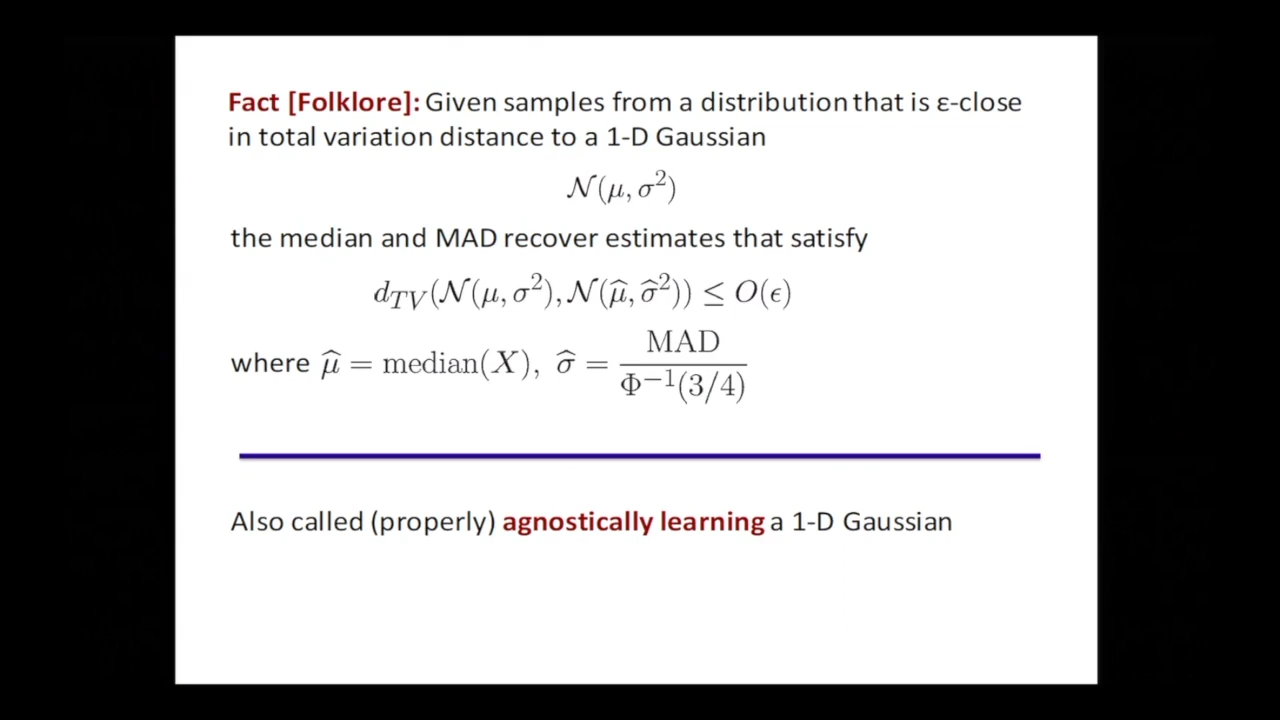 Fact [Folklore]: Given samples from a distribution that is ε-close
in total variation distance to a 1-D Gaussian
𝒩(μ, σ²)
the median and MAD recover estimates that satisfy
d_TV(𝒩(μ, σ²), 𝒩(μ̂, σ̂²)) ≤ O(ϵ)
where μ̂ = median(X), σ̂ = MAD / Φ⁻¹(3/4)
Also called (properly) agnostically learning a 1-D Gaussian